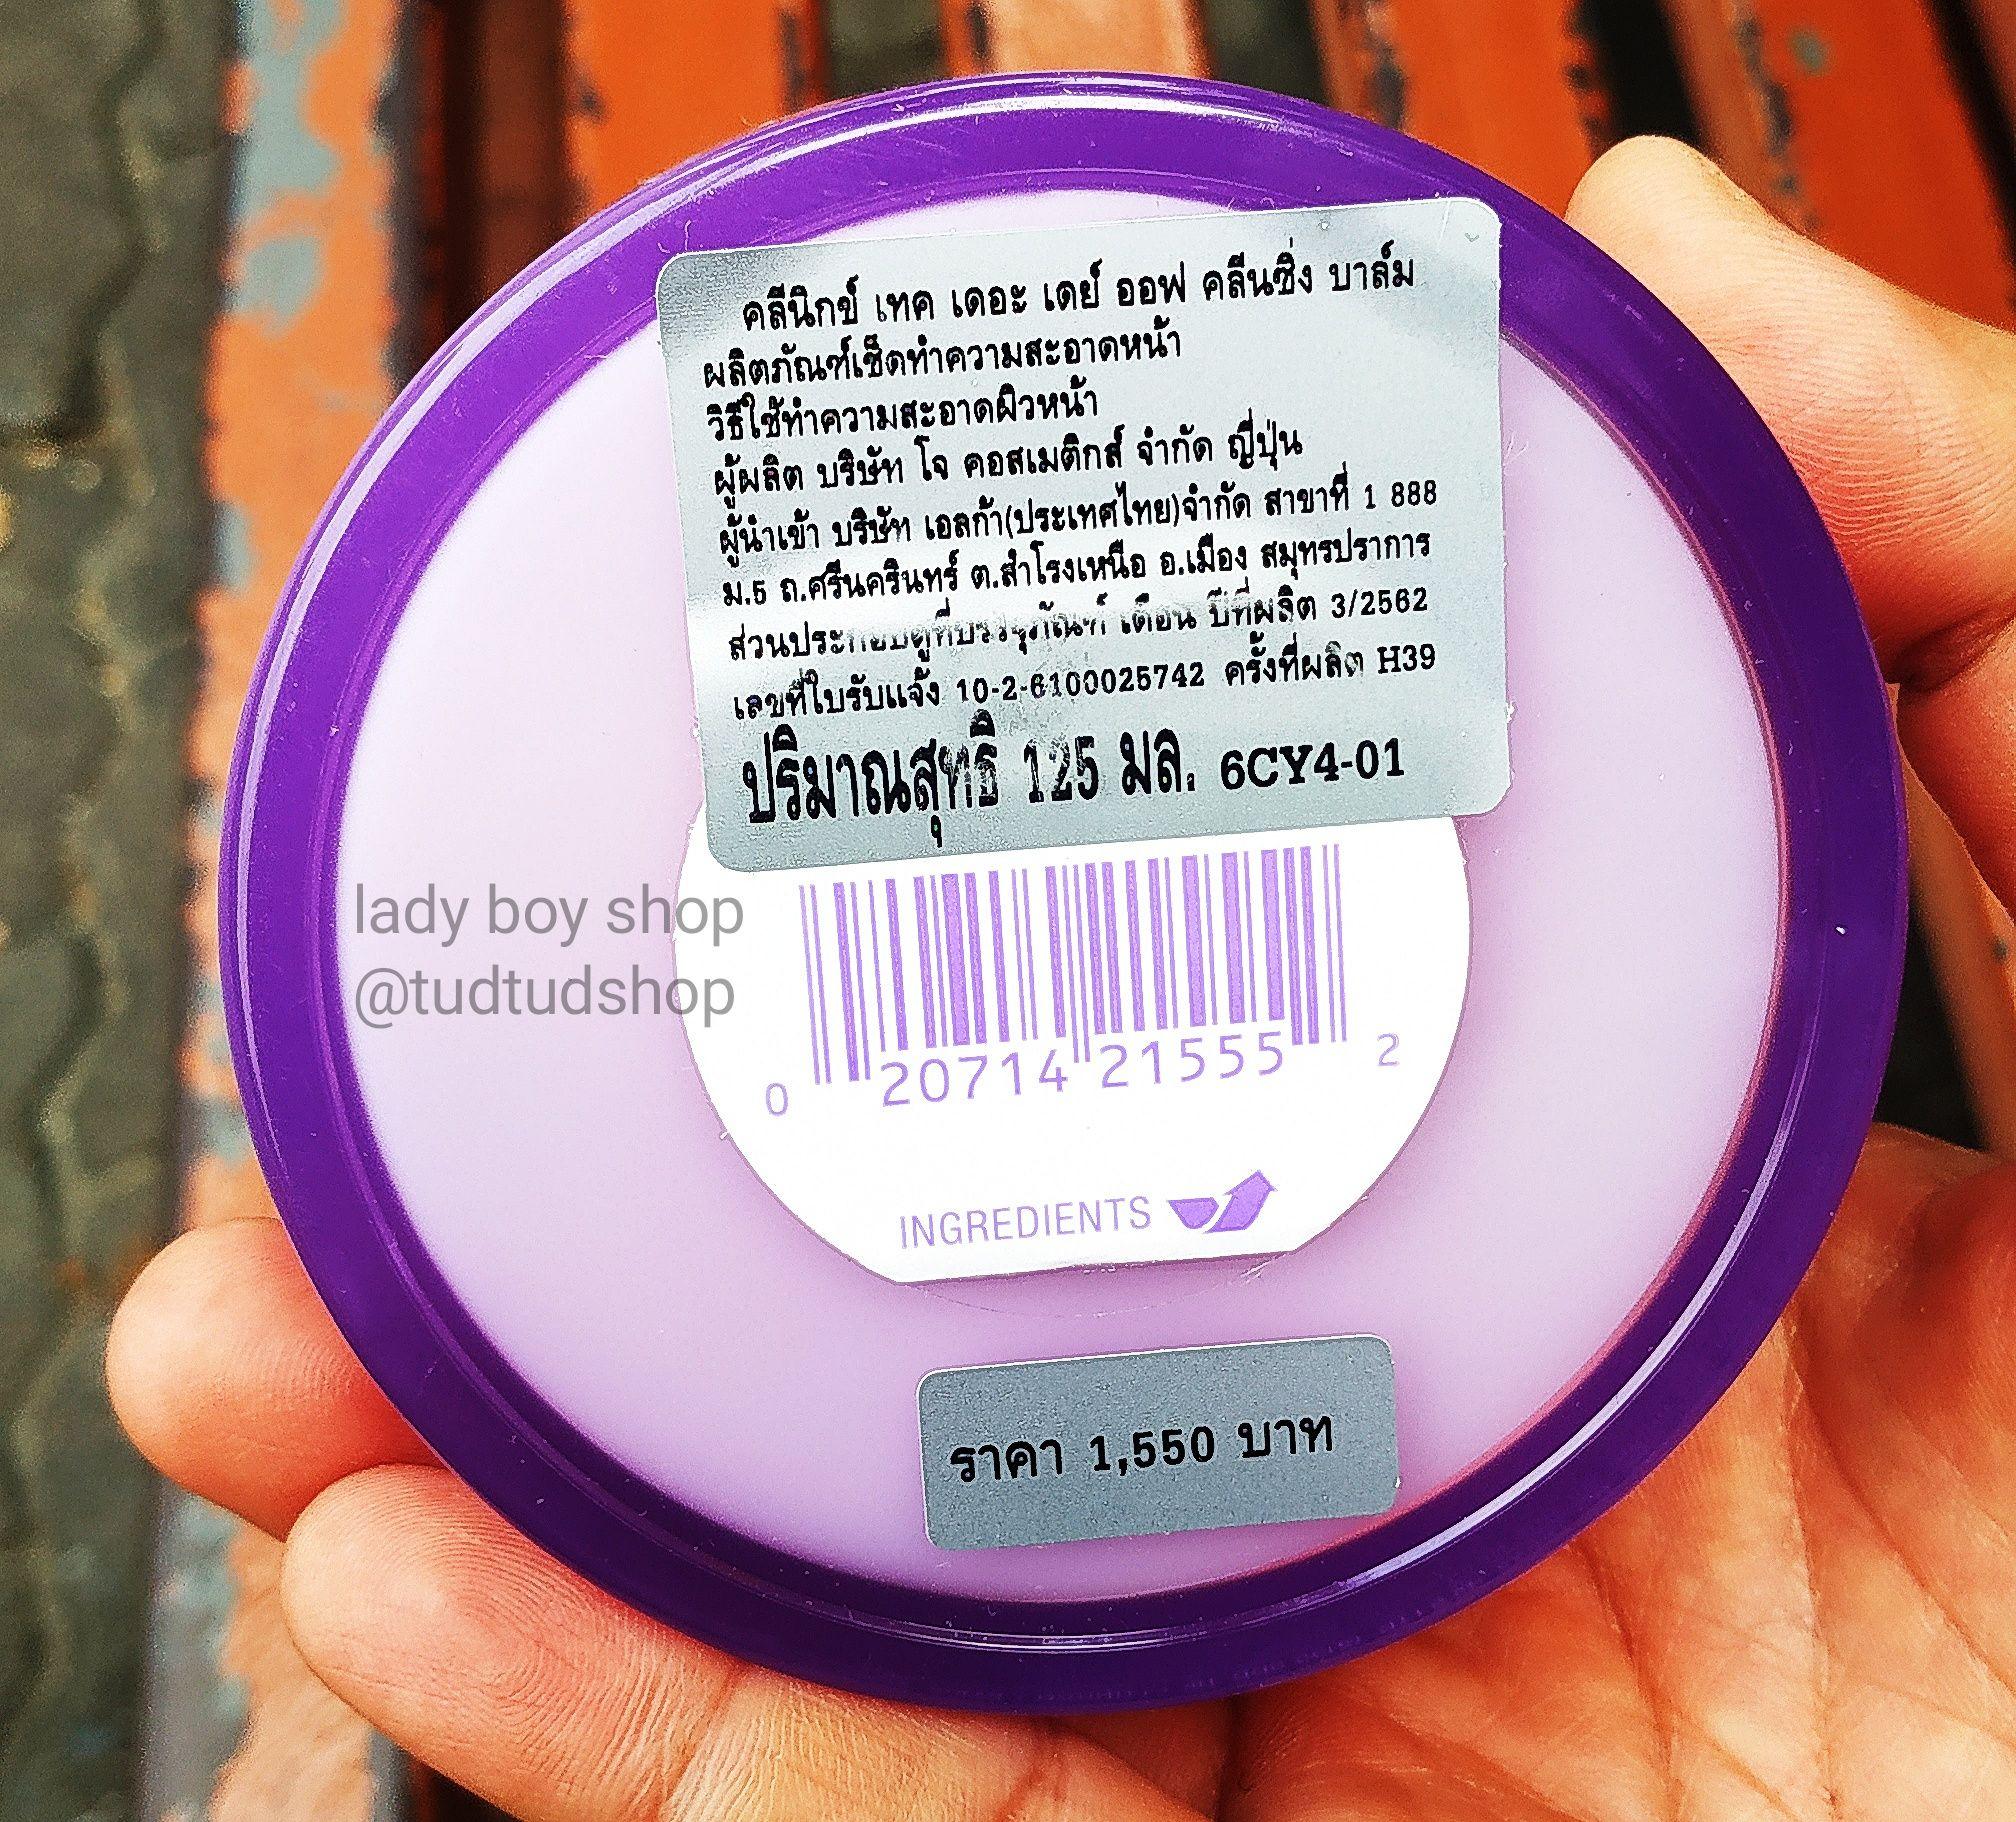 คลีนิกข์ เทค เดอะ เดย์ ออฟ คลีนซิ่ง บาล์ม
ผลิตภัณฑ์เช็ดทำความสะอาดหน้า
วิธีใช้ทำความสะอาดผิวหน้า
ผู้ผลิต บริษัท โจ คอสเมติกส์ จำกัด ญี่ปุ่น
ผู้นำเข้า บริษัท เอลก้า(ประเทศไทย)จำกัด สาขาที่ 1 888
ม.5 ถ.ศรีนครินทร์ ต.สำโรงเหนือ อ.เมือง สมุทรปราการ
ส่วนประกอบดูที่บรรจุภัณฑ์ เดือน ปีที่ผลิต 3/2562
เลขที่ใบรับแจ้ง 10-2-6100025742 ครั้งที่ผลิต H39
ปริมาณสุทธิ 125 มล. 6CY4-01
lady boy shop
@tudtudshop
0 20714 21555 2
INGREDIENTS
ราคา 1,550 บาท